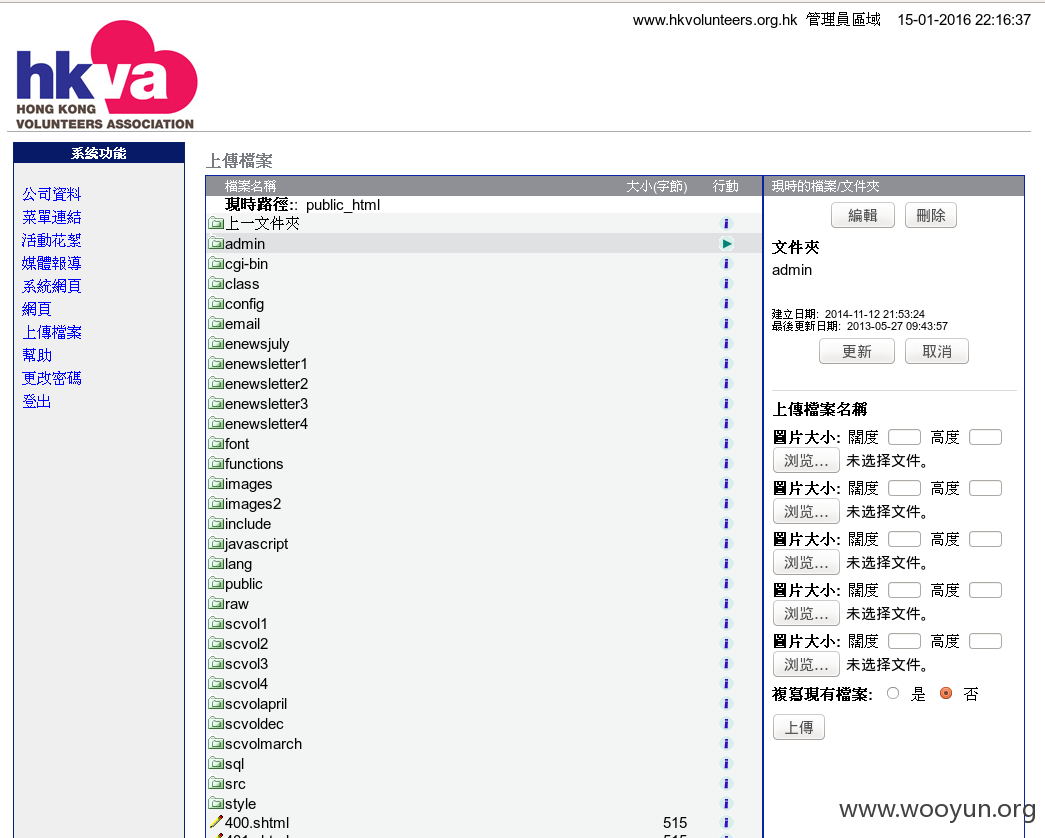 www.hkvolunteers.org.hk 管理員區域 15-01-2016 22:16:37
hkva
HONG KONG
VOLUNTEERS ASSOCIATION
系統功能
公司資料
菜單連結
活動花絮
媒體報導
系統網頁
網頁
上傳檔案
幫助
更改密碼
登出
上傳檔案
檔案名稱 大小(字節) 行動
現時路徑:: public_html
上一文件夾
admin
cgi-bin
class
config
email
enewsjuly
enewsletter1
enewsletter2
enewsletter3
enewsletter4
font
functions
images
images2
include
javascript
lang
public
raw
scvol1
scvol2
scvol3
scvol4
scvolapril
scvoldec
scvolmarch
sql
src
style
400.shtml 515
現時的檔案/文件夾
編輯 刪除
文件夾
admin
建立日期: 2014-11-12 21:53:24
最後更新日期: 2013-05-27 09:43:57
更新 取消
上傳檔案名稱
圖片大小: 闊度 高度
浏览… 未选择文件。
圖片大小: 闊度 高度
浏览… 未选择文件。
圖片大小: 闊度 高度
浏览… 未选择文件。
圖片大小: 闊度 高度
浏览… 未选择文件。
圖片大小: 闊度 高度
浏览… 未选择文件。
複寫現有檔案: 是 否
上傳
www.wooyun.org